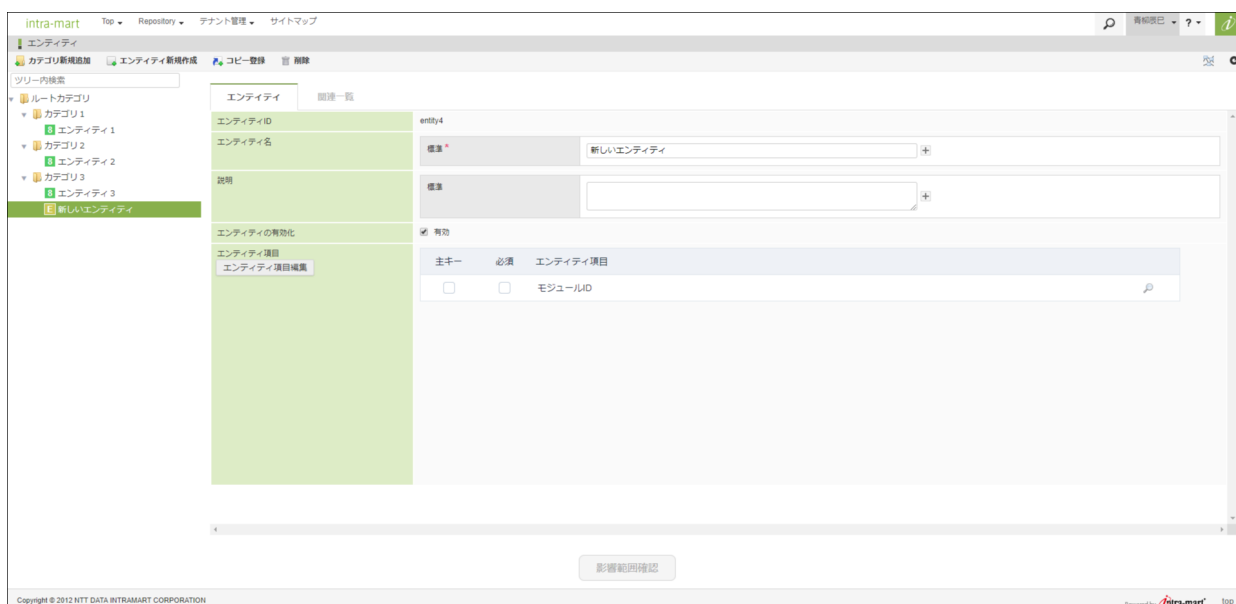 intra-mart Top Repository テナント管理 サイトマップ 青柳辰巳 ?
エンティティ
カテゴリ新規追加 エンティティ新規作成 コピー登録 削除
ツリー内検索
ルートカテゴリ
カテゴリ1
エンティティ1
カテゴリ2
エンティティ2
カテゴリ3
エンティティ3
新しいエンティティ
エンティティ 関連一覧
エンティティID entity4
エンティティ名 標準* 新しいエンティティ
説明 標準
エンティティの有効化 有効
エンティティ項目
エンティティ項目編集
主キー 必須 エンティティ項目
モジュールID
影響範囲確認
Copyright © 2012 NTT DATA INTRAMART CORPORATION
intra-mart top